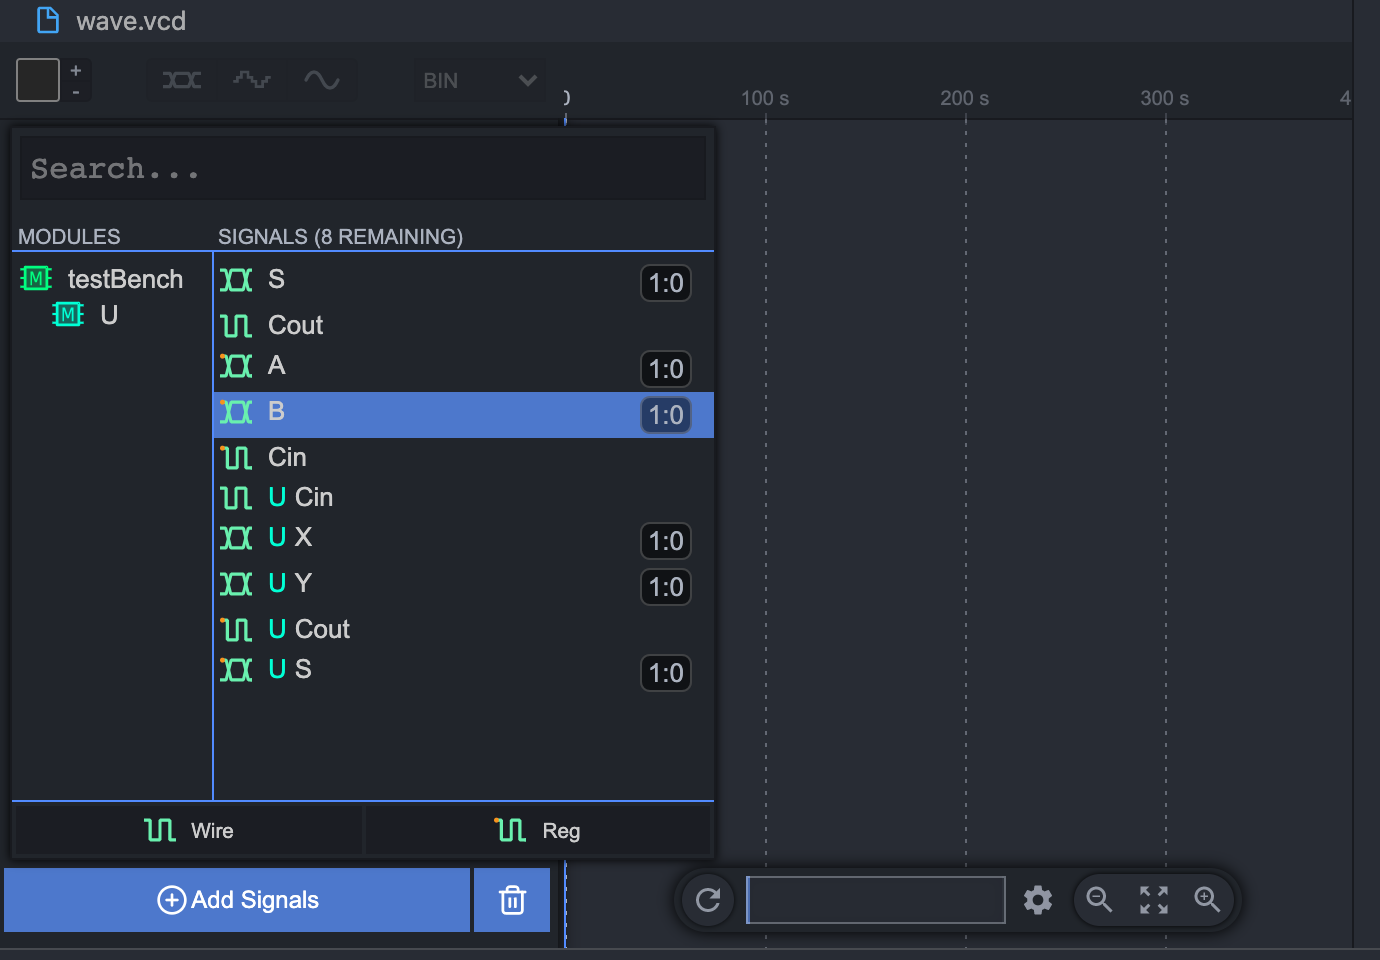 wave.vcd
+
-
BIN
0
100 s
200 s
300 s
4
Search...
MODULES
SIGNALS (8 REMAINING)
M testBench
M U
S 1:0
Cout
A 1:0
B 1:0
Cin
U Cin
U X 1:0
U Y 1:0
U Cout
U S 1:0
Wire
Reg
Add Signals